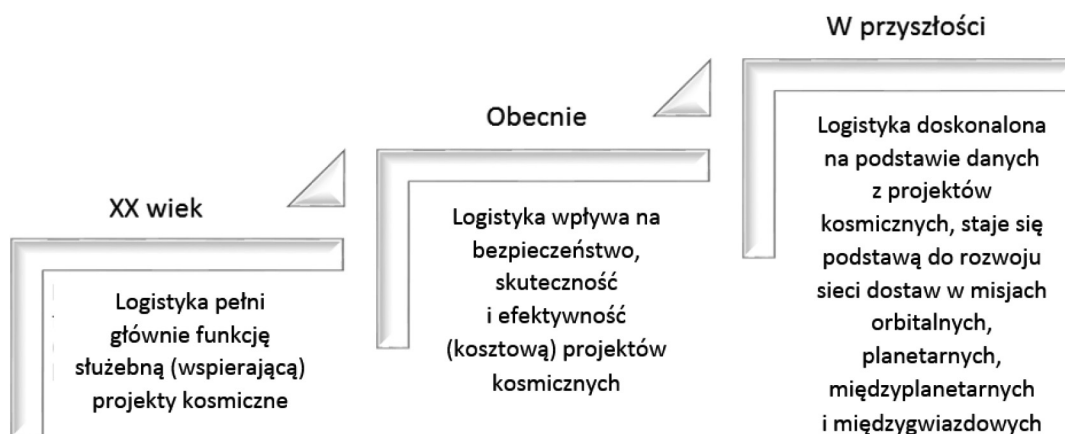 XX wiek
Logistyka pełni
głównie funkcję
służebną (wspierającą)
projekty kosmiczne
Obecnie
Logistyka wpływa na
bezpieczeństwo,
skuteczność
i efektywność
(kosztową) projektów
kosmicznych
W przyszłości
Logistyka doskonalona
na podstawie danych
z projektów
kosmicznych, staje się
podstawą do rozwoju
sieci dostaw w misjach
orbitalnych,
planetarnych,
międzyplanetarnych
i międzygwiazdowych